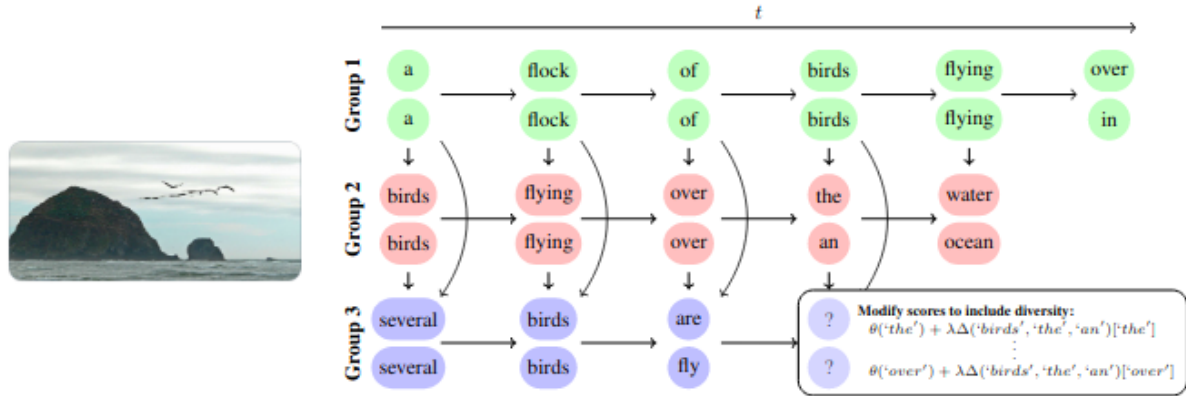 t
Group 1
a flock of birds flying over
a flock of birds flying in
Group 2
birds flying over the water
birds flying over an ocean
Group 3
several birds are ?
several birds fly ?
Modify scores to include diversity:
θ(‘the′) + λΔ(‘birds′, ‘the′, ‘an′)[‘the′]
⋮
θ(‘over′) + λΔ(‘birds′, ‘the′, ‘an′)[‘over′]